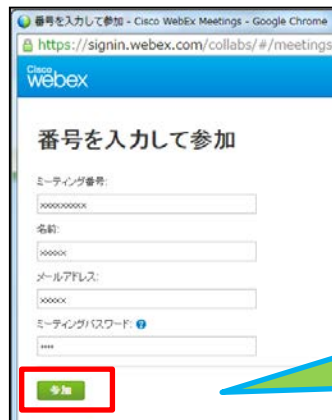 番号を入力して参加 - Cisco WebEx Meetings - Google Chrome
https://signin.webex.com/collabs/#/meetings
Cisco
webex
番号を入力して参加
ミーティング番号:
xxxxxxxxx
名前:
xxxxx
メールアドレス:
xxxxx
ミーティングパスワード: ?
••••
参加